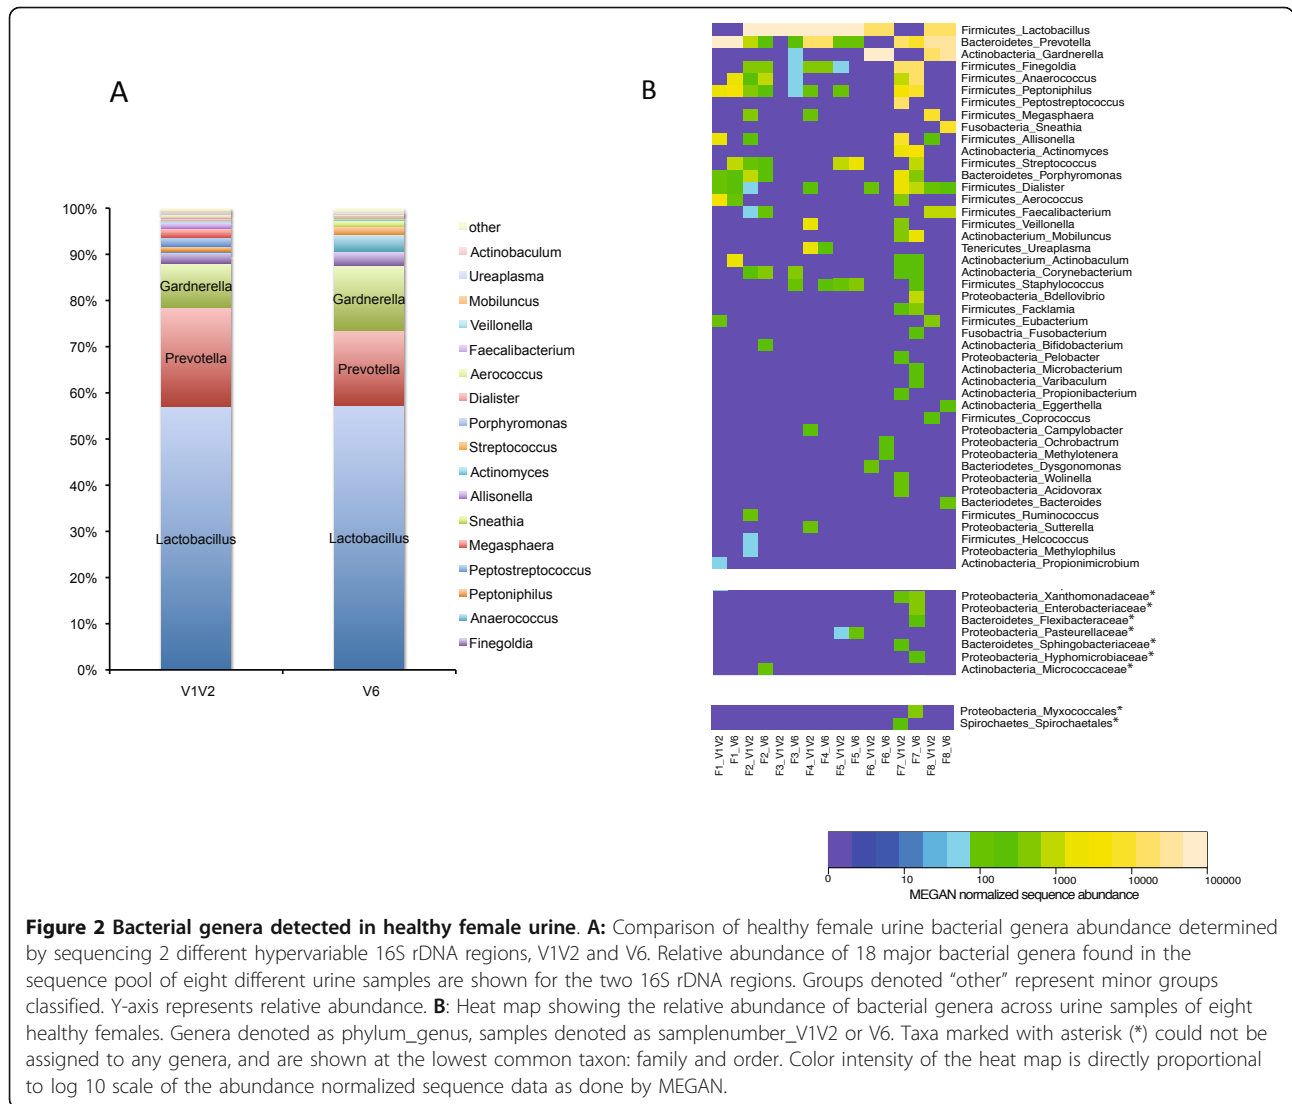 A
100%
90%
80%
70%
60%
50%
40%
30%
20%
10%
0%
Gardnerella
Prevotella
Lactobacillus
Gardnerella
Prevotella
Lactobacillus
V1V2
V6
other
Actinobaculum
Ureaplasma
Mobiluncus
Veillonella
Faecalibacterium
Aerococcus
Dialister
Porphyromonas
Streptococcus
Actinomyces
Allisonella
Sneathia
Megasphaera
Peptostreptococcus
Peptoniphilus
Anaerococcus
Finegoldia
B
Firmicutes_Lactobacillus
Bacteroidetes_Prevotella
Actinobacteria_Gardnerella
Firmicutes_Finegoldia
Firmicutes_Anaerococcus
Firmicutes_Peptoniphilus
Firmicutes_Peptostreptococcus
Firmicutes_Megasphaera
Fusobacteria_Sneathia
Firmicutes_Allisonella
Actinobacteria_Actinomyces
Firmicutes_Streptococcus
Bacteroidetes_Porphyromonas
Firmicutes_Dialister
Firmicutes_Aerococcus
Firmicutes_Faecalibacterium
Firmicutes_Veillonella
Actinobacterium_Mobiluncus
Tenericutes_Ureaplasma
Actinobacterium_Actinobaculum
Actinobacteria_Corynebacterium
Firmicutes_Staphylococcus
Proteobacteria_Bdellovibrio
Firmicutes_Facklamia
Firmicutes_Eubacterium
Fusobactria_Fusobacterium
Actinobacteria_Bifidobacterium
Proteobacteria_Pelobacter
Actinobacteria_Microbacterium
Actinobacteria_Varibaculum
Actinobacteria_Propionibacterium
Actinobacteria_Eggerthella
Firmicutes_Coprococcus
Proteobacteria_Campylobacter
Proteobacteria_Ochrobactrum
Proteobacteria_Methylotenera
Bacteriodetes_Dysgonomonas
Proteobacteria_Wolinella
Proteobacteria_Acidovorax
Bacteriodetes_Bacteroides
Firmicutes_Ruminococcus
Proteobacteria_Sutterella
Firmicutes_Helcococcus
Proteobacteria_Methylophilus
Actinobacteria_Propionimicrobium
Proteobacteria_Xanthomonadaceae*
Proteobacteria_Enterobacteriaceae*
Bacteroidetes_Flexibacteraceae*
Proteobacteria_Pasteurellaceae*
Bacteroidetes_Sphingobacteriaceae*
Proteobacteria_Hyphomicrobiaceae*
Actinobacteria_Micrococcaceae*
Proteobacteria_Myxococcales*
Spirochaetes_Spirochaetales*
F1_V1V2
F1_V6
F2_V1V2
F2_V6
F3_V1V2
F3_V6
F4_V1V2
F4_V6
F5_V1V2
F5_V6
F6_V1V2
F6_V6
F7_V1V2
F7_V6
F8_V1V2
F8_V6
0 10 100 1000 10000 100000
MEGAN normalized sequence abundance
Figure 2 Bacterial genera detected in healthy female urine. A: Comparison of healthy female urine bacterial genera abundance determined
by sequencing 2 different hypervariable 16S rDNA regions, V1V2 and V6. Relative abundance of 18 major bacterial genera found in the
sequence pool of eight different urine samples are shown for the two 16S rDNA regions. Groups denoted "other" represent minor groups
classified. Y-axis represents relative abundance. B: Heat map showing the relative abundance of bacterial genera across urine samples of eight
healthy females. Genera denoted as phylum_genus, samples denoted as samplenumber_V1V2 or V6. Taxa marked with asterisk (*) could not be
assigned to any genera, and are shown at the lowest common taxon: family and order. Color intensity of the heat map is directly proportional
to log 10 scale of the abundance normalized sequence data as done by MEGAN.